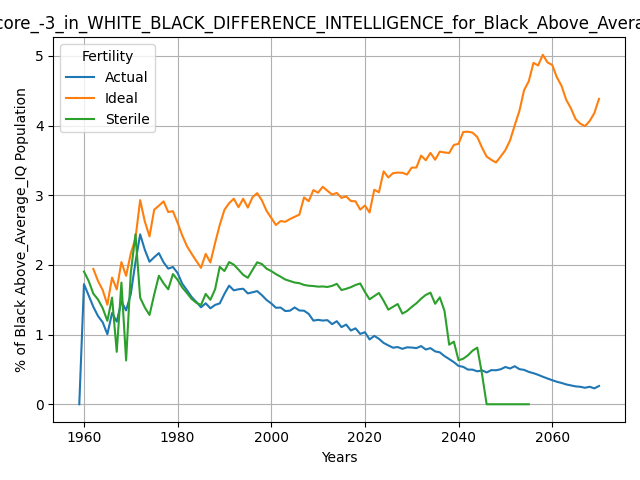 core_-3_in_WHITE_BLACK_DIFFERENCE_INTELLIGENCE_for_Black_Above_Avera
Fertility
Actual
Ideal
Sterile
% of Black Above_Average_IQ Population
5
4
3
2
1
0
1960 1980 2000 2020 2040 2060
Years